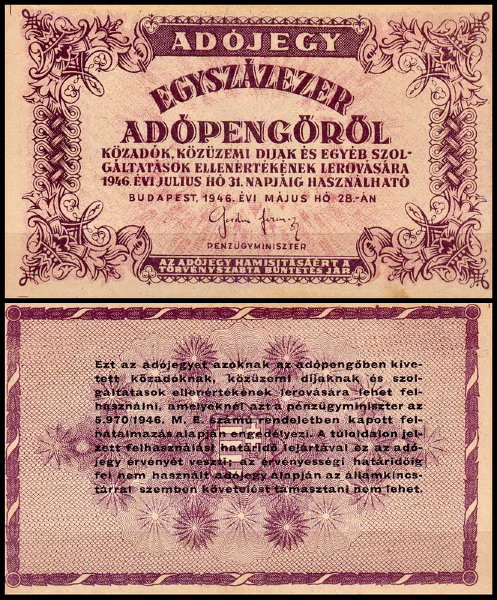 ADÓJEGY
EGYSZÁZEZER
ADÓPENGŐRŐL
KÖZADÓK, KÖZÜZEMI DIJAK ÉS EGYÉB SZOL-
GÁLTATÁSOK ELLENÉRTÉKÉNEK LEROVÁSÁRA
1946. ÉVI JULIUS HÓ 31. NAPJÁIG HASZNÁLHATÓ
BUDAPEST, 1946. ÉVI MÁJUS HÓ 28.-ÁN
PÉNZÜGYMINISZTER
AZ ADÓJEGY HAMISITÁSÁÉRT A
TÖRVÉNYSZABTA BÜNTETÉS JÁR
Ezt az adójegyat azoknak az adópengőben kive-
tett közadóknak, közüzemi dijaknak és szol-
gáltatások ellenértékének lerovására lehet fel-
használni, amelyeknél azt a pénzügyminiszter az
5.970/1946. M. E. számú rendeletben kapott fel-
hatalmazás alapján engedélyezi. A túloldalon jel-
zett felhasználási határidő lejártával ez az adó-
jegy érvényét veszti, az érvényességi határidőig
fel nem használt adójegy alapján az államkincs-
tárral szemben követelést támasztani nem lehet.